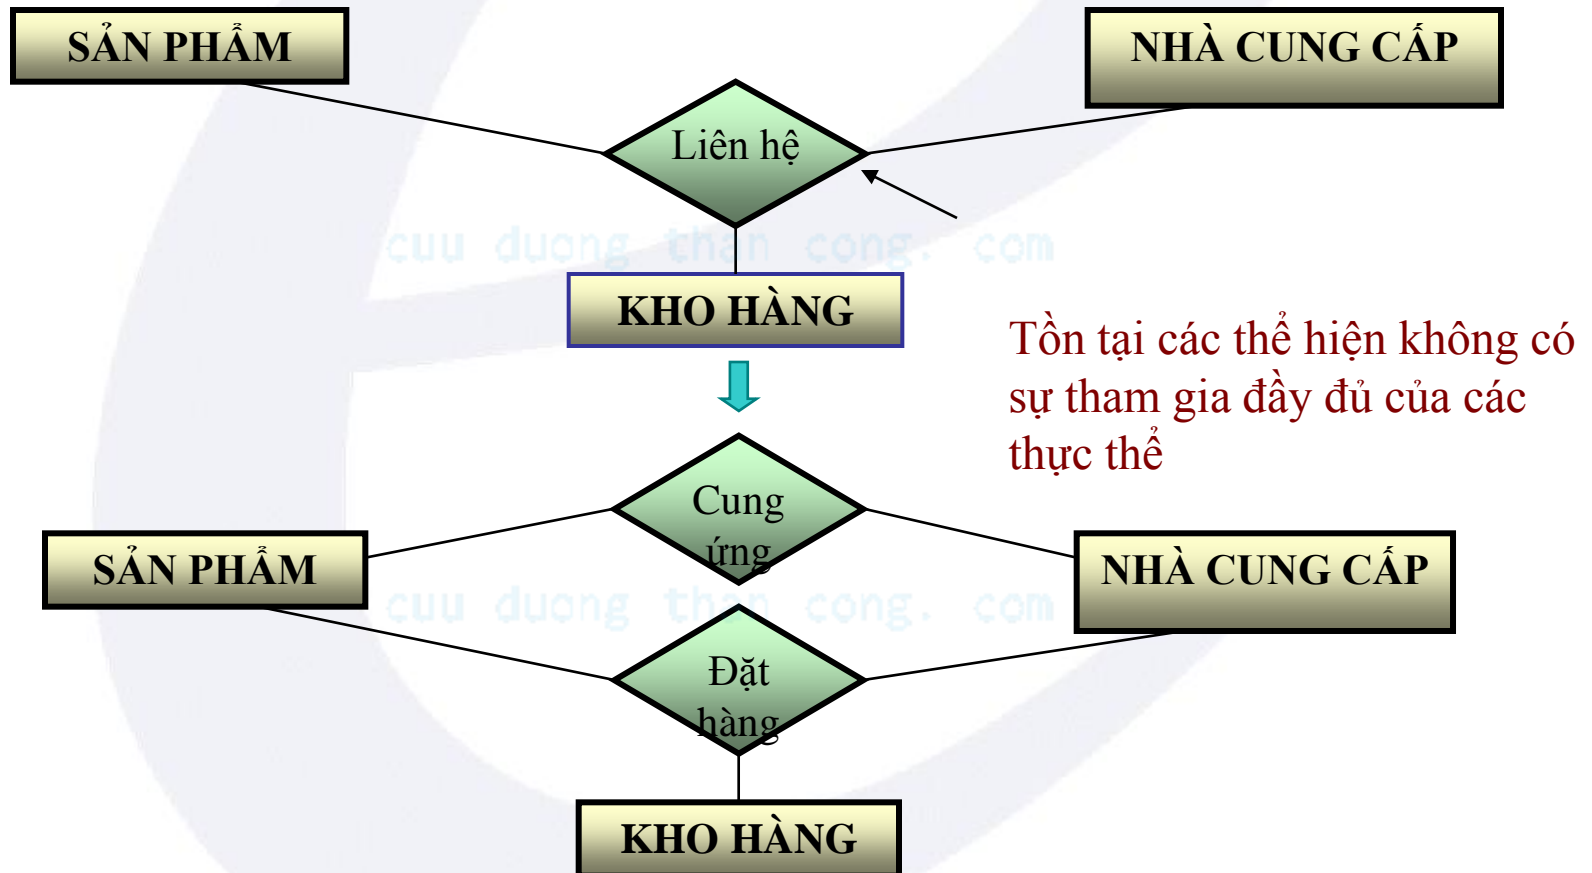 SẢN PHẨM
NHÀ CUNG CẤP
Liên hệ
cuu duong than cong. com
KHO HÀNG
Tồn tại các thể hiện không có
sự tham gia đầy đủ của các
thực thể
Cung
ứng
SẢN PHẨM
NHÀ CUNG CẤP
cuu duong than cong. com
Đặt
hàng
KHO HÀNG